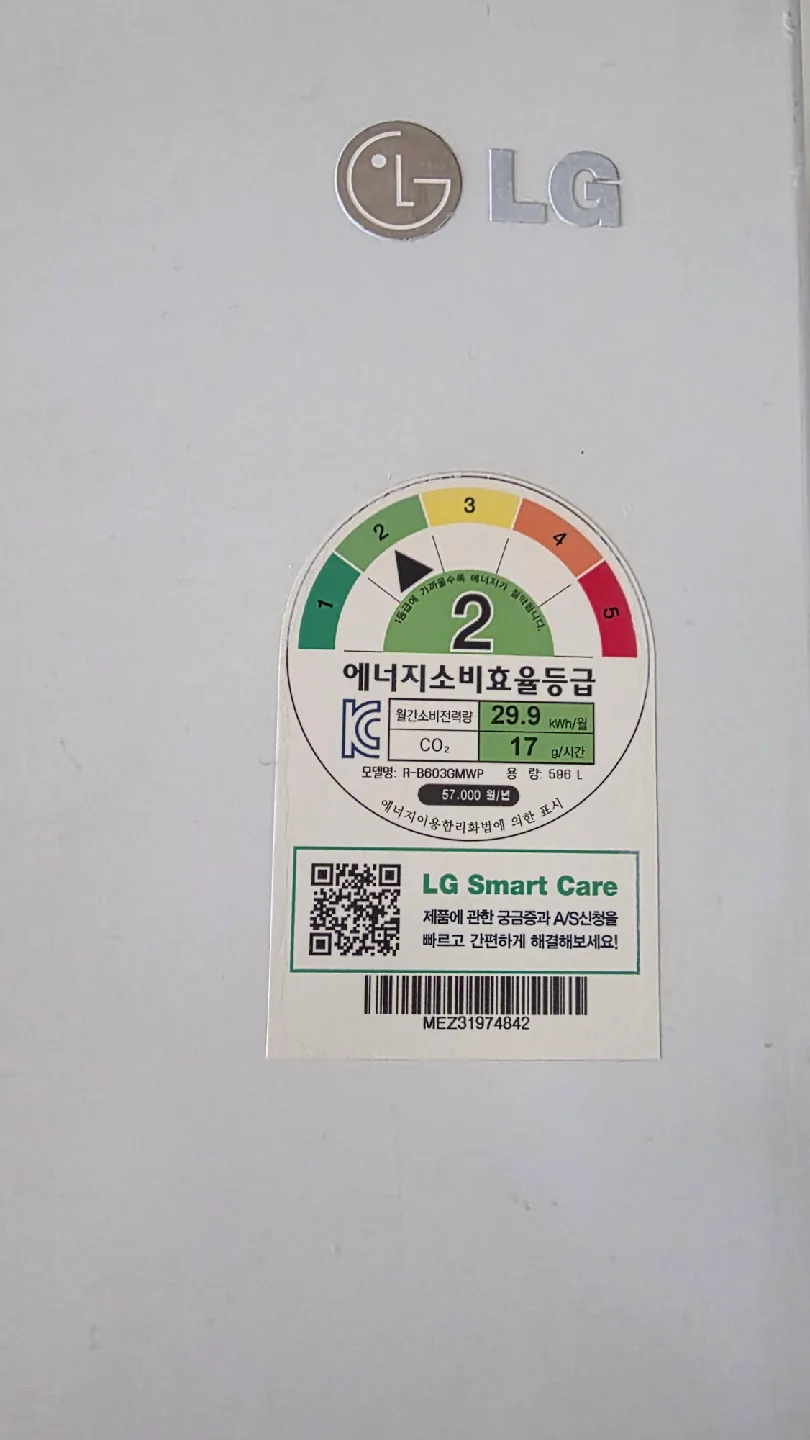 LG
1 2 3 4 5
1등급에 가까울수록 에너지가 절약됩니다.
2
에너지소비효율등급
월간소비전력량 29.9 kWh/월
CO₂ 17 g/시간
모델명: R-B603GMWP 용 량: 596 L
57,000 원/년
에너지이용합리화법에 의한 표시
LG Smart Care
제품에 관한 궁금증과 A/S신청을
빠르고 간편하게 해결해보세요!
MEZ31974842